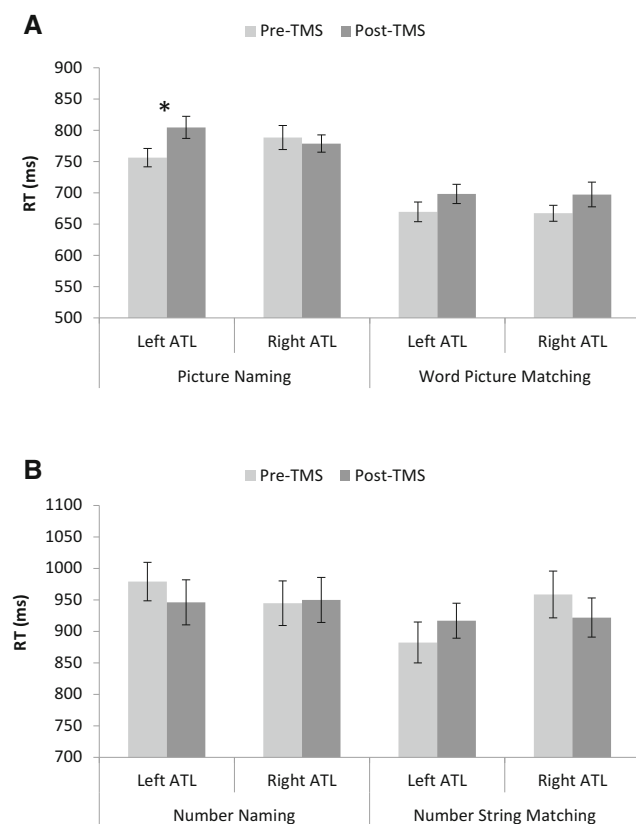 A
Pre-TMS Post-TMS
900
850
800
750
700
650
600
550
500
RT (ms)
*
Left ATL Right ATL Left ATL Right ATL
Picture Naming Word Picture Matching
B
Pre-TMS Post-TMS
1100
1050
1000
950
900
850
800
750
700
RT (ms)
Left ATL Right ATL Left ATL Right ATL
Number Naming Number String Matching